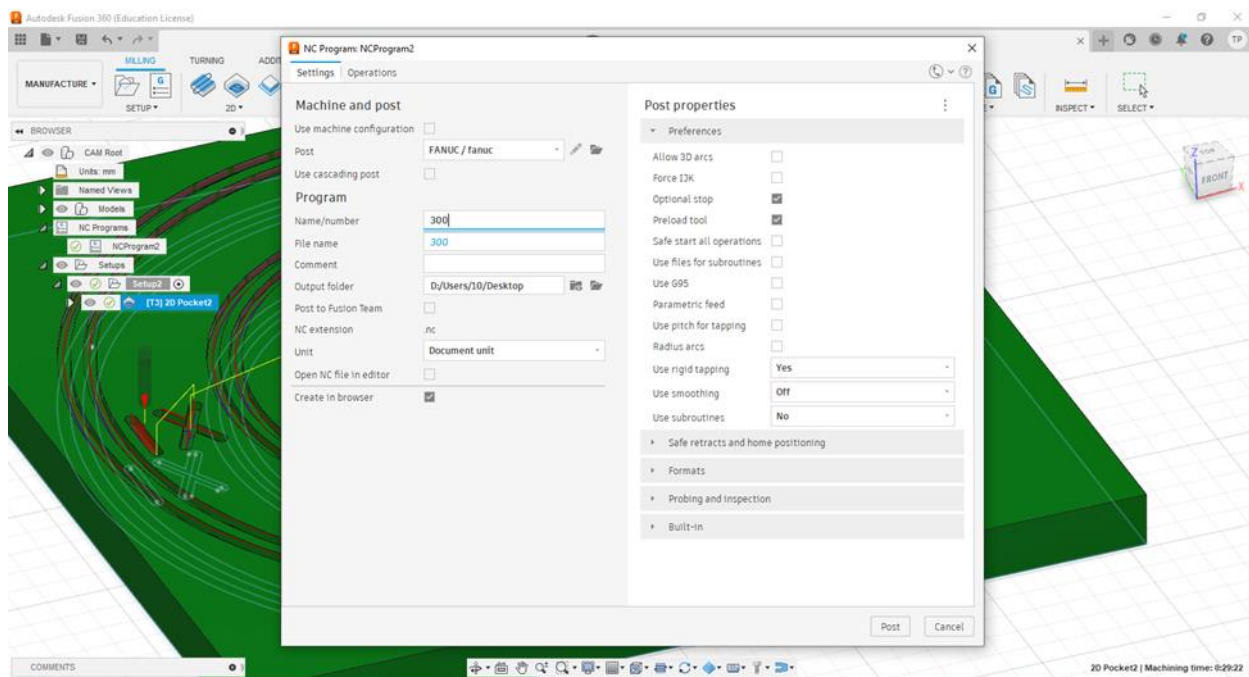 Autodesk Fusion 360 (Education License)
TP
MANUFACTURE
MILLING
TURNING
G
SETUP
2D
G
INSPECT
SELECT
BROWSER
CAM Root
Units: mm
Named Views
Models
NC Programs
NCProgram2
Setups
Setup2
[T3] 2D Pocket2
NC Program: NCProgram2
Settings Operations
Machine and post
Use machine configuration
Post FANUC / fanuc
Use cascading post
Program
Name/number 300
File name 300
Comment
Output folder D:/Users/10/Desktop
Post to Fusion Team
NC extension .nc
Unit Document unit
Open NC file in editor
Create in browser
Post properties
Preferences
Allow 3D arcs
Force IJK
Optional stop
Preload tool
Safe start all operations
Use files for subroutines
Use G95
Parametric feed
Use pitch for tapping
Radius arcs
Use rigid tapping Yes
Use smoothing Off
Use subroutines No
Safe retracts and home positioning
Formats
Probing and inspection
Built-in
Post Cancel
Z
FRONT
X
COMMENTS
2D Pocket2 | Machining time: 0:29:22